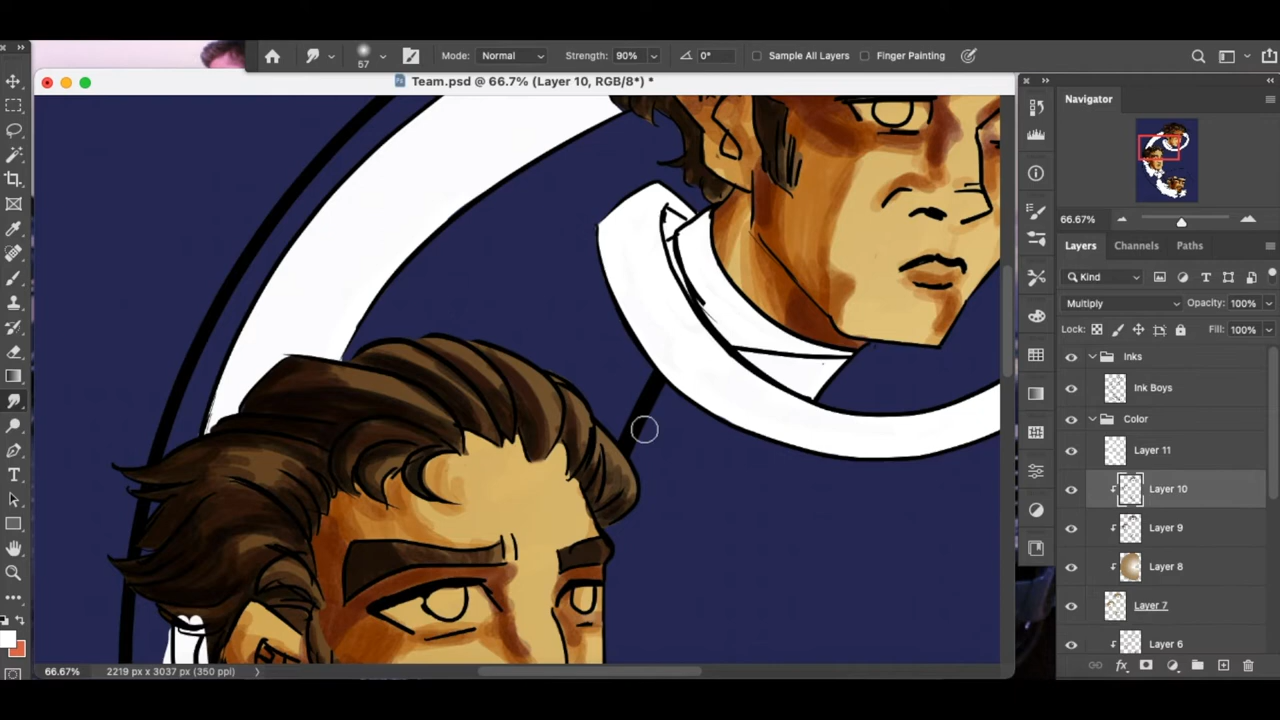 Mode: Normal Strength: 90% 0° Sample All Layers Finger Painting
57
Team.psd @ 66.7% (Layer 10, RGB/8*) *
Navigator
66.67%
Layers Channels Paths
Kind
Multiply Opacity: 100%
Lock: Fill: 100%
Inks
Ink Boys
Color
Layer 11
Layer 10
Layer 9
Layer 8
Layer 7
Layer 6
66.67% 2219 px x 3037 px (350 ppi)